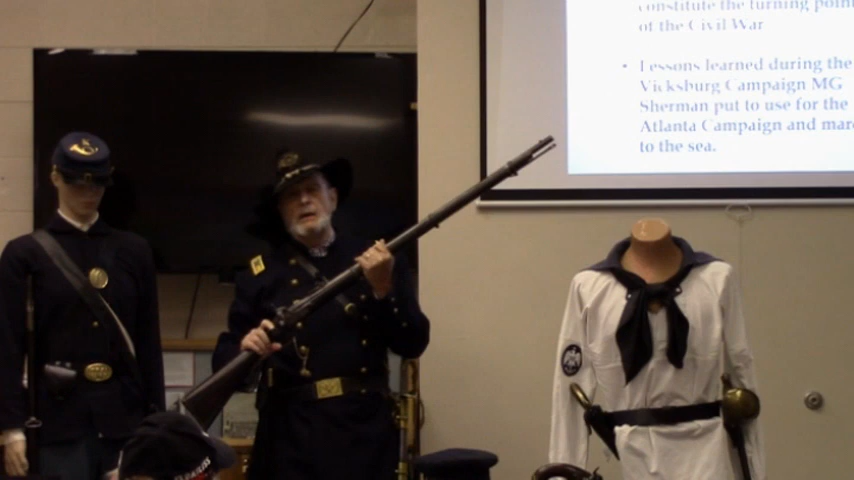 constitute the turning point
of the Civil War
• Lessons learned during the
Vicksburg Campaign MG
Sherman put to use for the
Atlanta Campaign and
to the sea.